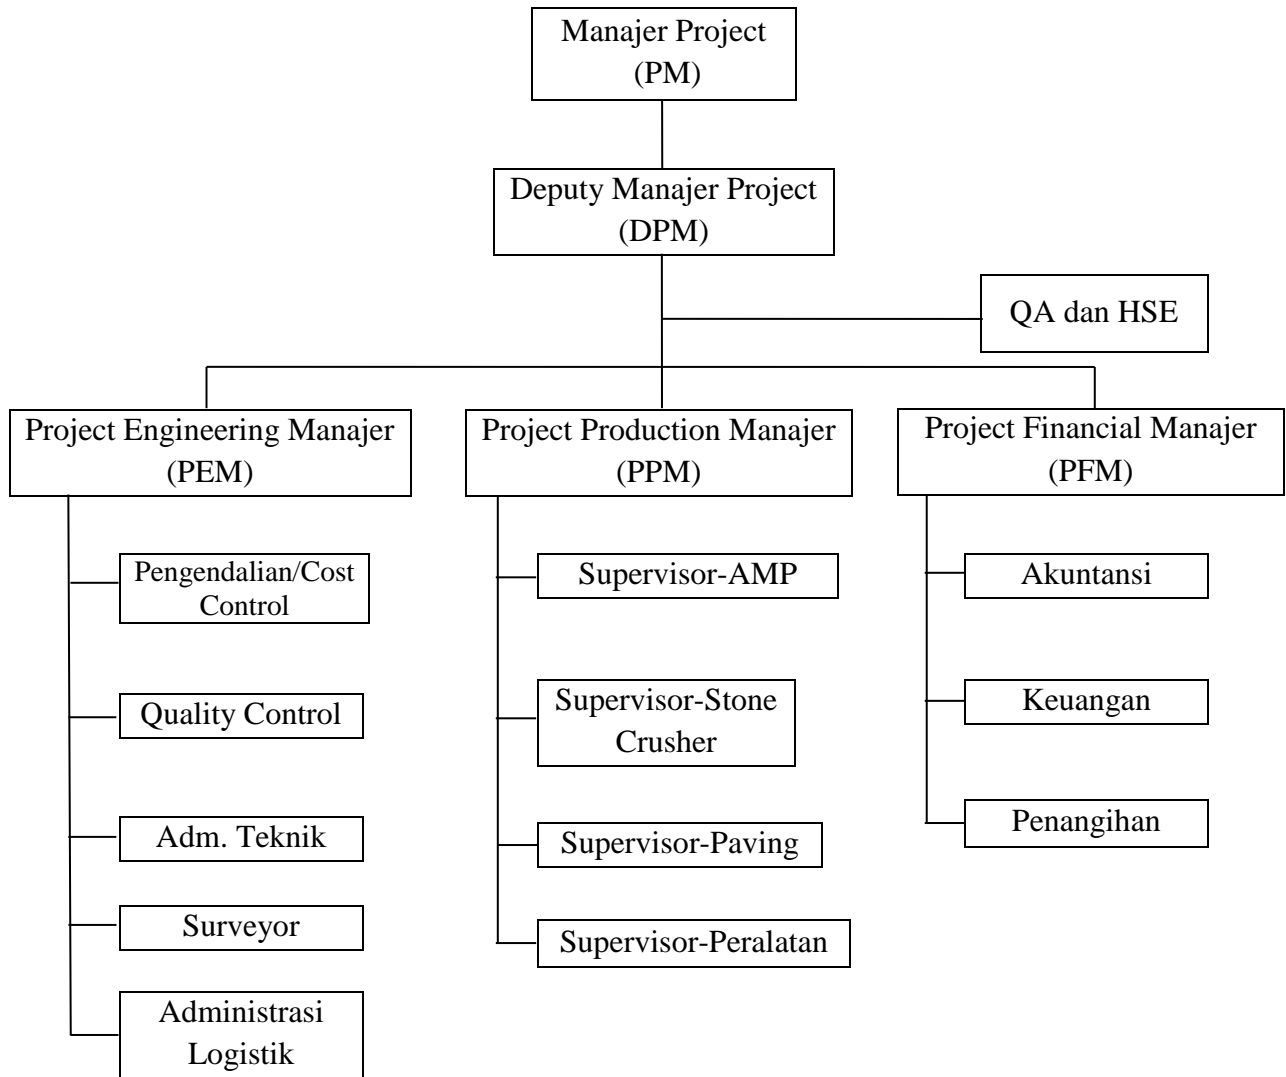 Manajer Project
(PM)
Deputy Manajer Project
(DPM)
QA dan HSE
Project Engineering Manajer
(PEM)
Project Production Manajer
(PPM)
Project Financial Manajer
(PFM)
Pengendalian/Cost
Control
Quality Control
Adm. Teknik
Surveyor
Administrasi
Logistik
Supervisor-AMP
Supervisor-Stone
Crusher
Supervisor-Paving
Supervisor-Peralatan
Akuntansi
Keuangan
Penangihan